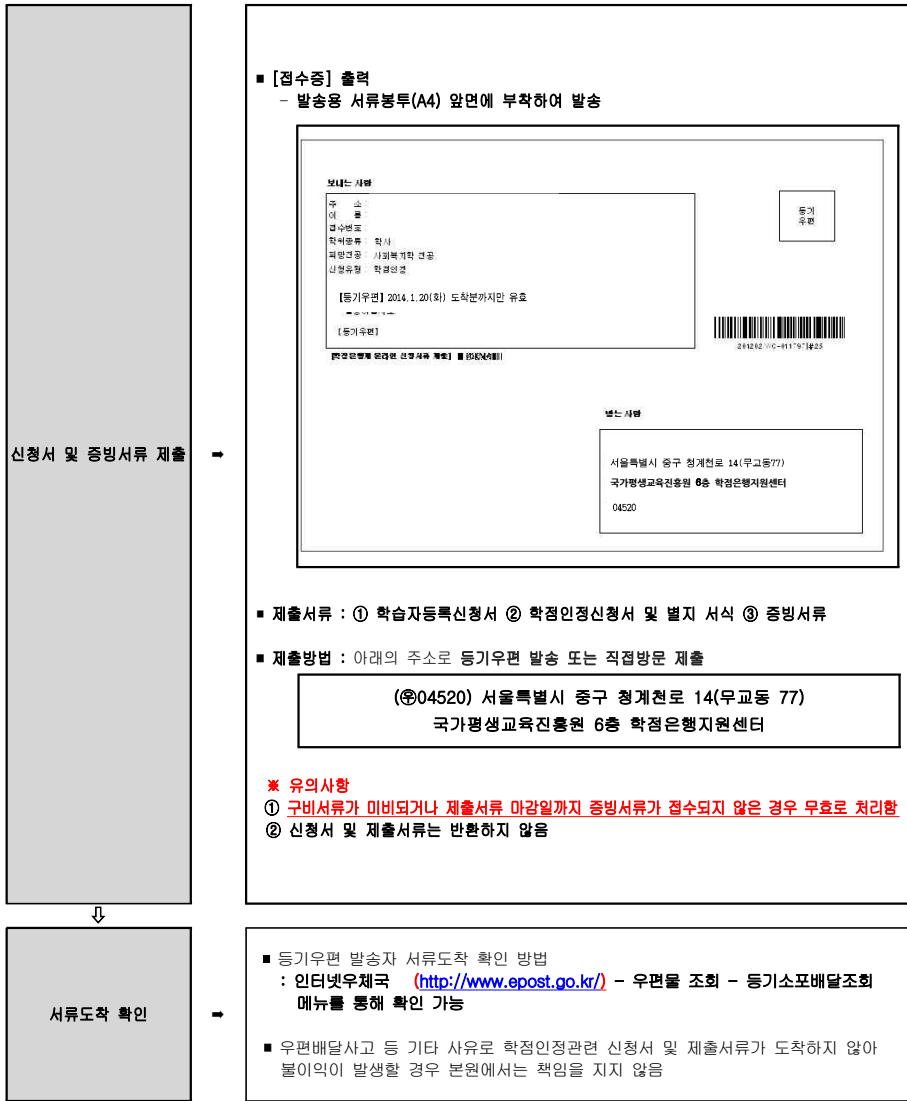 ■ [접수증] 출력
- 발송용 서류봉투(A4) 앞면에 부착하여 발송
보내는 사람
주 소 :
이 름 :
접수번호 :
학위종류 : 학사
희망전공 : 사회복지학 전공
신청유형 : 학점인정
등기
우편
[등기우편] 2014.1.20(화) 도착분까지만 유효
[등기우편]
[학점은행제 온라인 신청서류 제출]
받는 사람
서울특별시 중구 청계천로 14(무교동77)
국가평생교육진흥원 6층 학점은행지원센터
04520
신청서 및 증빙서류 제출 ➡
■ 제출서류 : ① 학습자등록신청서 ② 학점인정신청서 및 별지 서식 ③ 증빙서류
■ 제출방법 : 아래의 주소로 등기우편 발송 또는 직접방문 제출
(㉾04520) 서울특별시 중구 청계천로 14(무교동 77)
국가평생교육진흥원 6층 학점은행지원센터
※ 유의사항
① 구비서류가 미비되거나 제출서류 마감일까지 증빙서류가 접수되지 않은 경우 무효로 처리함
② 신청서 및 제출서류는 반환하지 않음
⇩
서류도착 확인 ➡
■ 등기우편 발송자 서류도착 확인 방법
: 인터넷우체국 (http://www.epost.go.kr/) - 우편물 조회 - 등기소포배달조회
메뉴를 통해 확인 가능
■ 우편배달사고 등 기타 사유로 학점인정관련 신청서 및 제출서류가 도착하지 않아
불이익이 발생할 경우 본원에서는 책임을 지지 않음